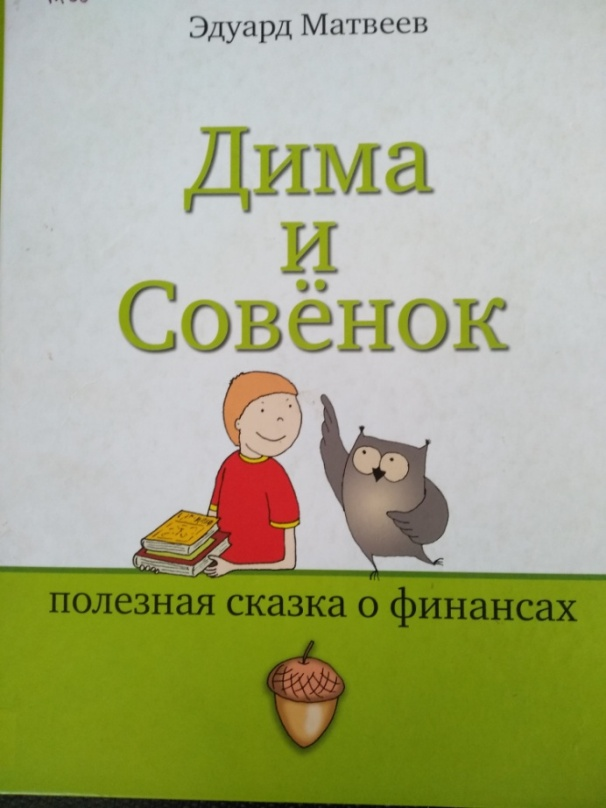 Эдуард Матвеев
Дима
и
Совёнок
полезная сказка о финансах